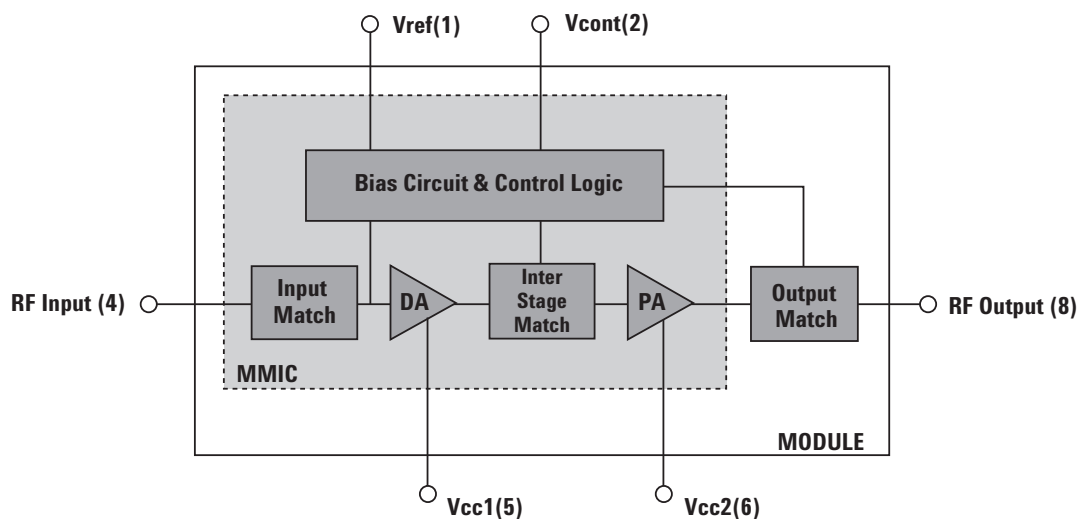 Vref(1)
Vcont(2)
Bias Circuit & Control Logic
RF Input (4)
Input
Match
DA
Inter
Stage
Match
PA
Output
Match
RF Output (8)
MMIC
MODULE
Vcc1(5)
Vcc2(6)